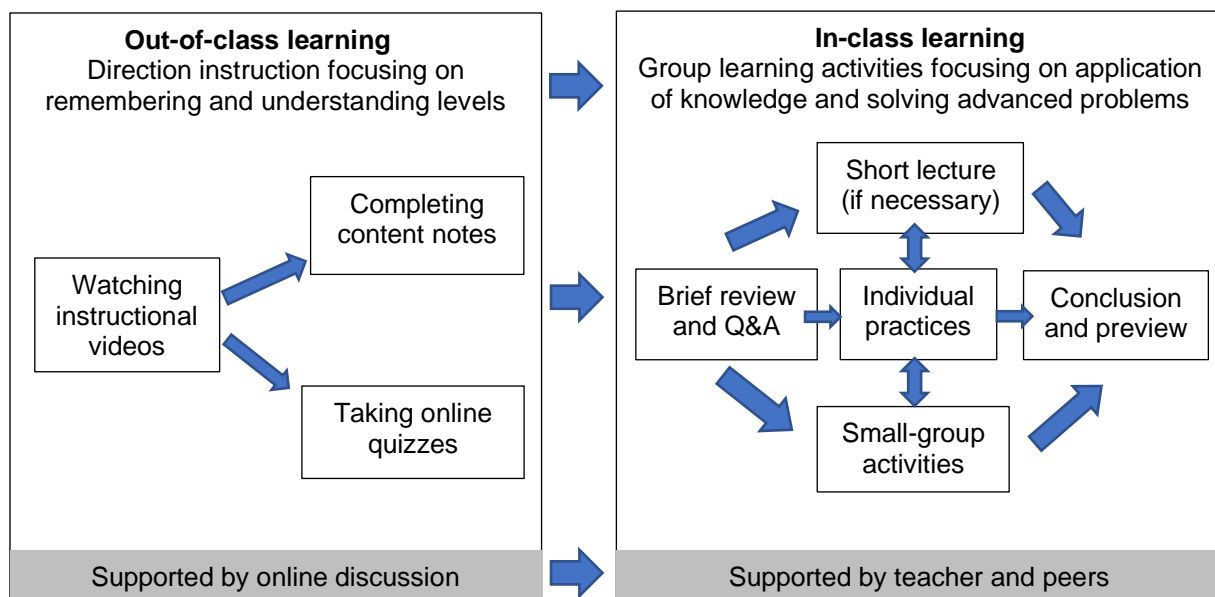 Out-of-class learning
Direction instruction focusing on
remembering and understanding levels
Watching
instructional
videos
Completing
content notes
Taking online
quizzes
Supported by online discussion
In-class learning
Group learning activities focusing on application
of knowledge and solving advanced problems
Short lecture
(if necessary)
Brief review
and Q&A
Individual
practices
Conclusion
and preview
Small-group
activities
Supported by teacher and peers